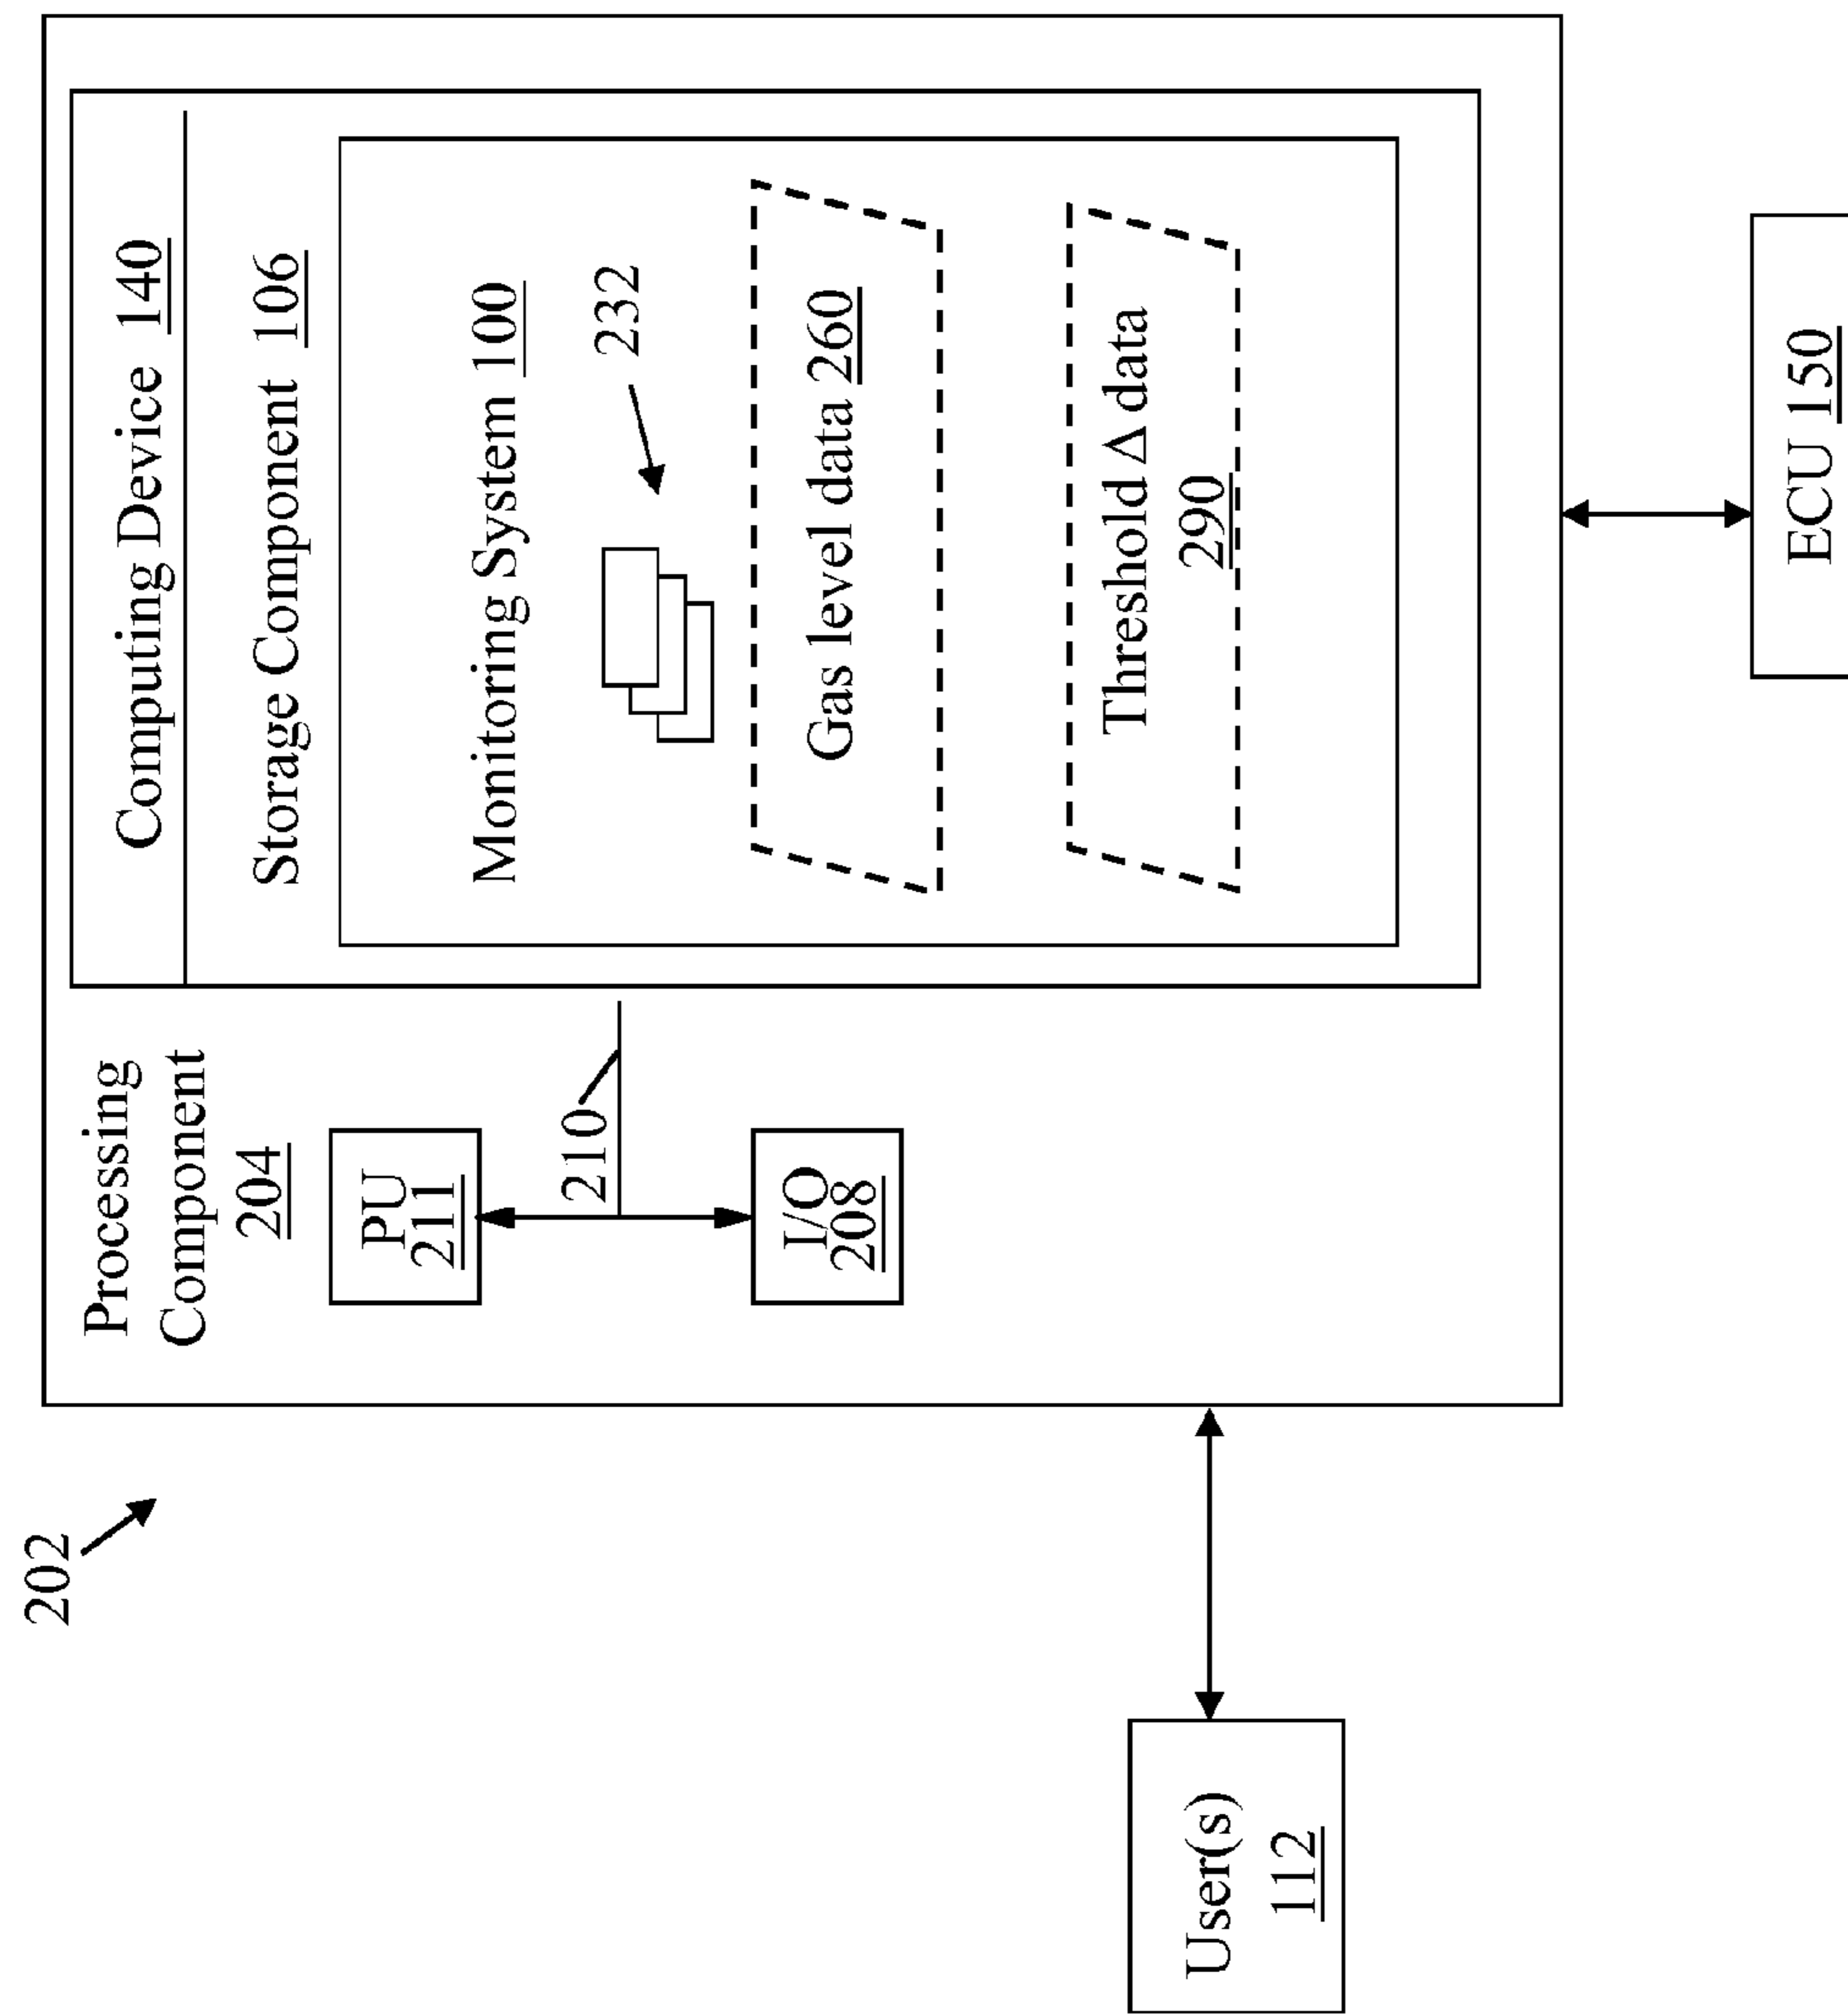 202
Processing
Component
204
Computing Device 140
Storage Component 106
PU
211
210
I/O
208
Monitoring System 100
232
Gas level data 260
Threshold Δ data
290
User(s)
112
ECU 150